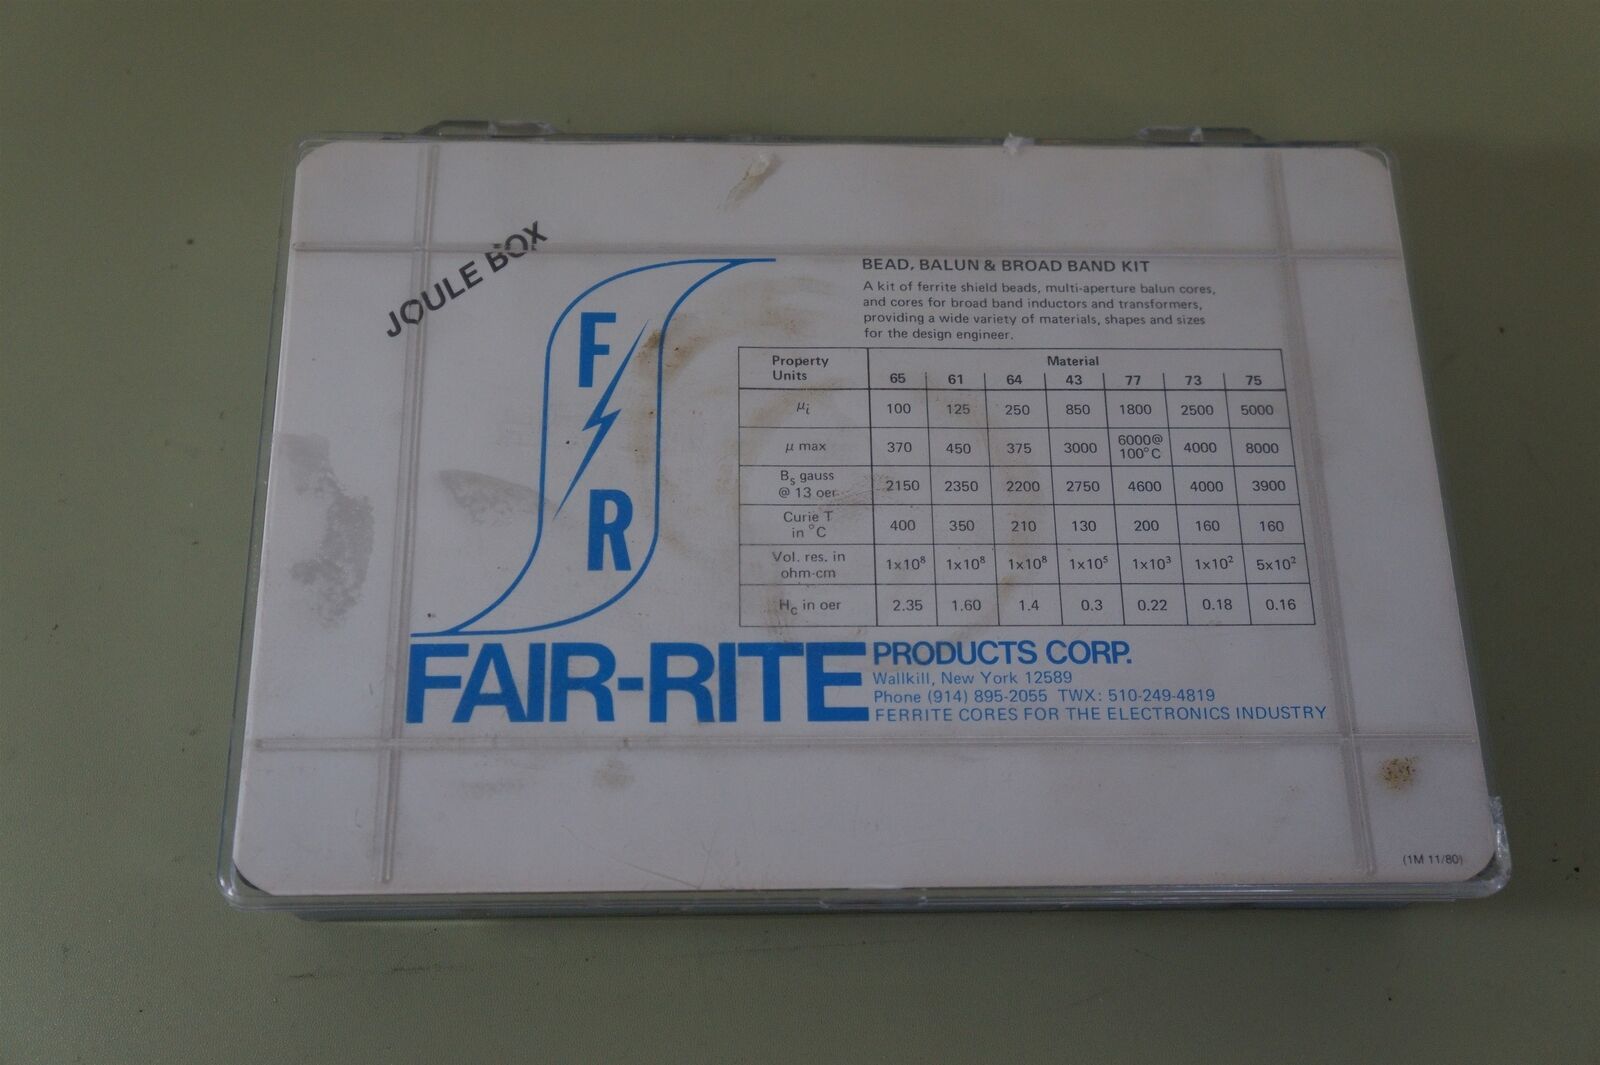 JOULE BOX
F
R
BEAD, BALUN & BROAD BAND KIT
A kit of ferrite shield beads, multi-aperture balun cores,
and cores for broad band inductors and transformers,
providing a wide variety of materials, shapes and sizes
for the design engineer.
Property Units Material
65 61 64 43 77 73 75
μi 100 125 250 850 1800 2500 5000
μ max 370 450 375 3000 6000@ 100°C 4000 8000
Bs gauss @ 13 oer 2150 2350 2200 2750 4600 4000 3900
Curie T in °C 400 350 210 130 200 160 160
Vol. res. in ohm-cm 1x10⁸ 1x10⁸ 1x10⁸ 1x10⁵ 1x10³ 1x10² 5x10²
Hc in oer 2.35 1.60 1.4 0.3 0.22 0.18 0.16
FAIR-RITE PRODUCTS CORP.
Wallkill, New York 12589
Phone (914) 895-2055 TWX: 510-249-4819
FERRITE CORES FOR THE ELECTRONICS INDUSTRY
(1M 11/80)